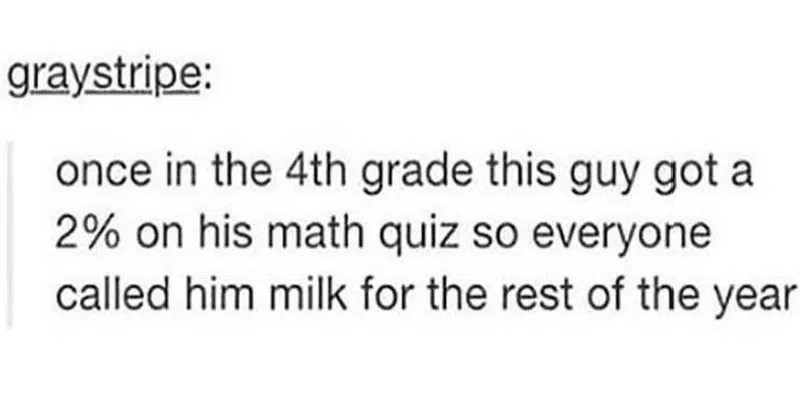 graystripe:
once in the 4th grade this guy got a
2% on his math quiz so everyone
called him milk for the rest of the year